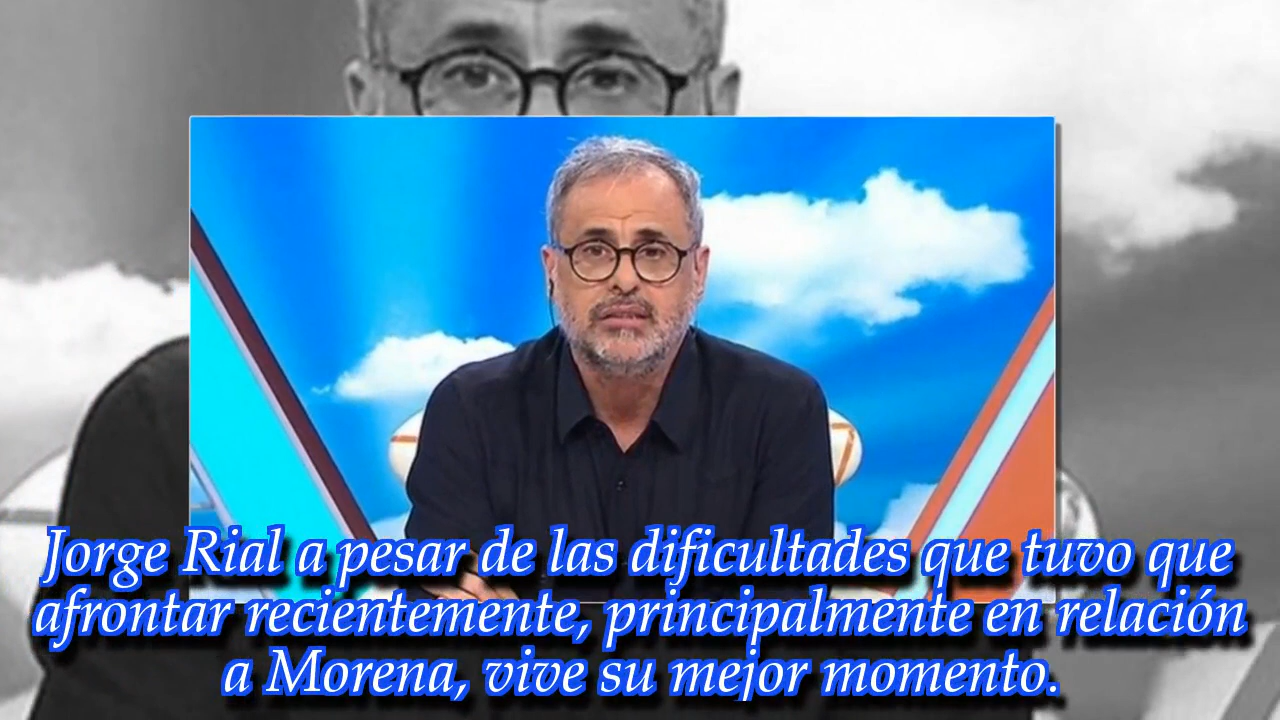 Jorge Rial a pesar de las dificultades que tuvo que
afrontar recientemente, principalmente en relación
a Morena, vive su mejor momento.